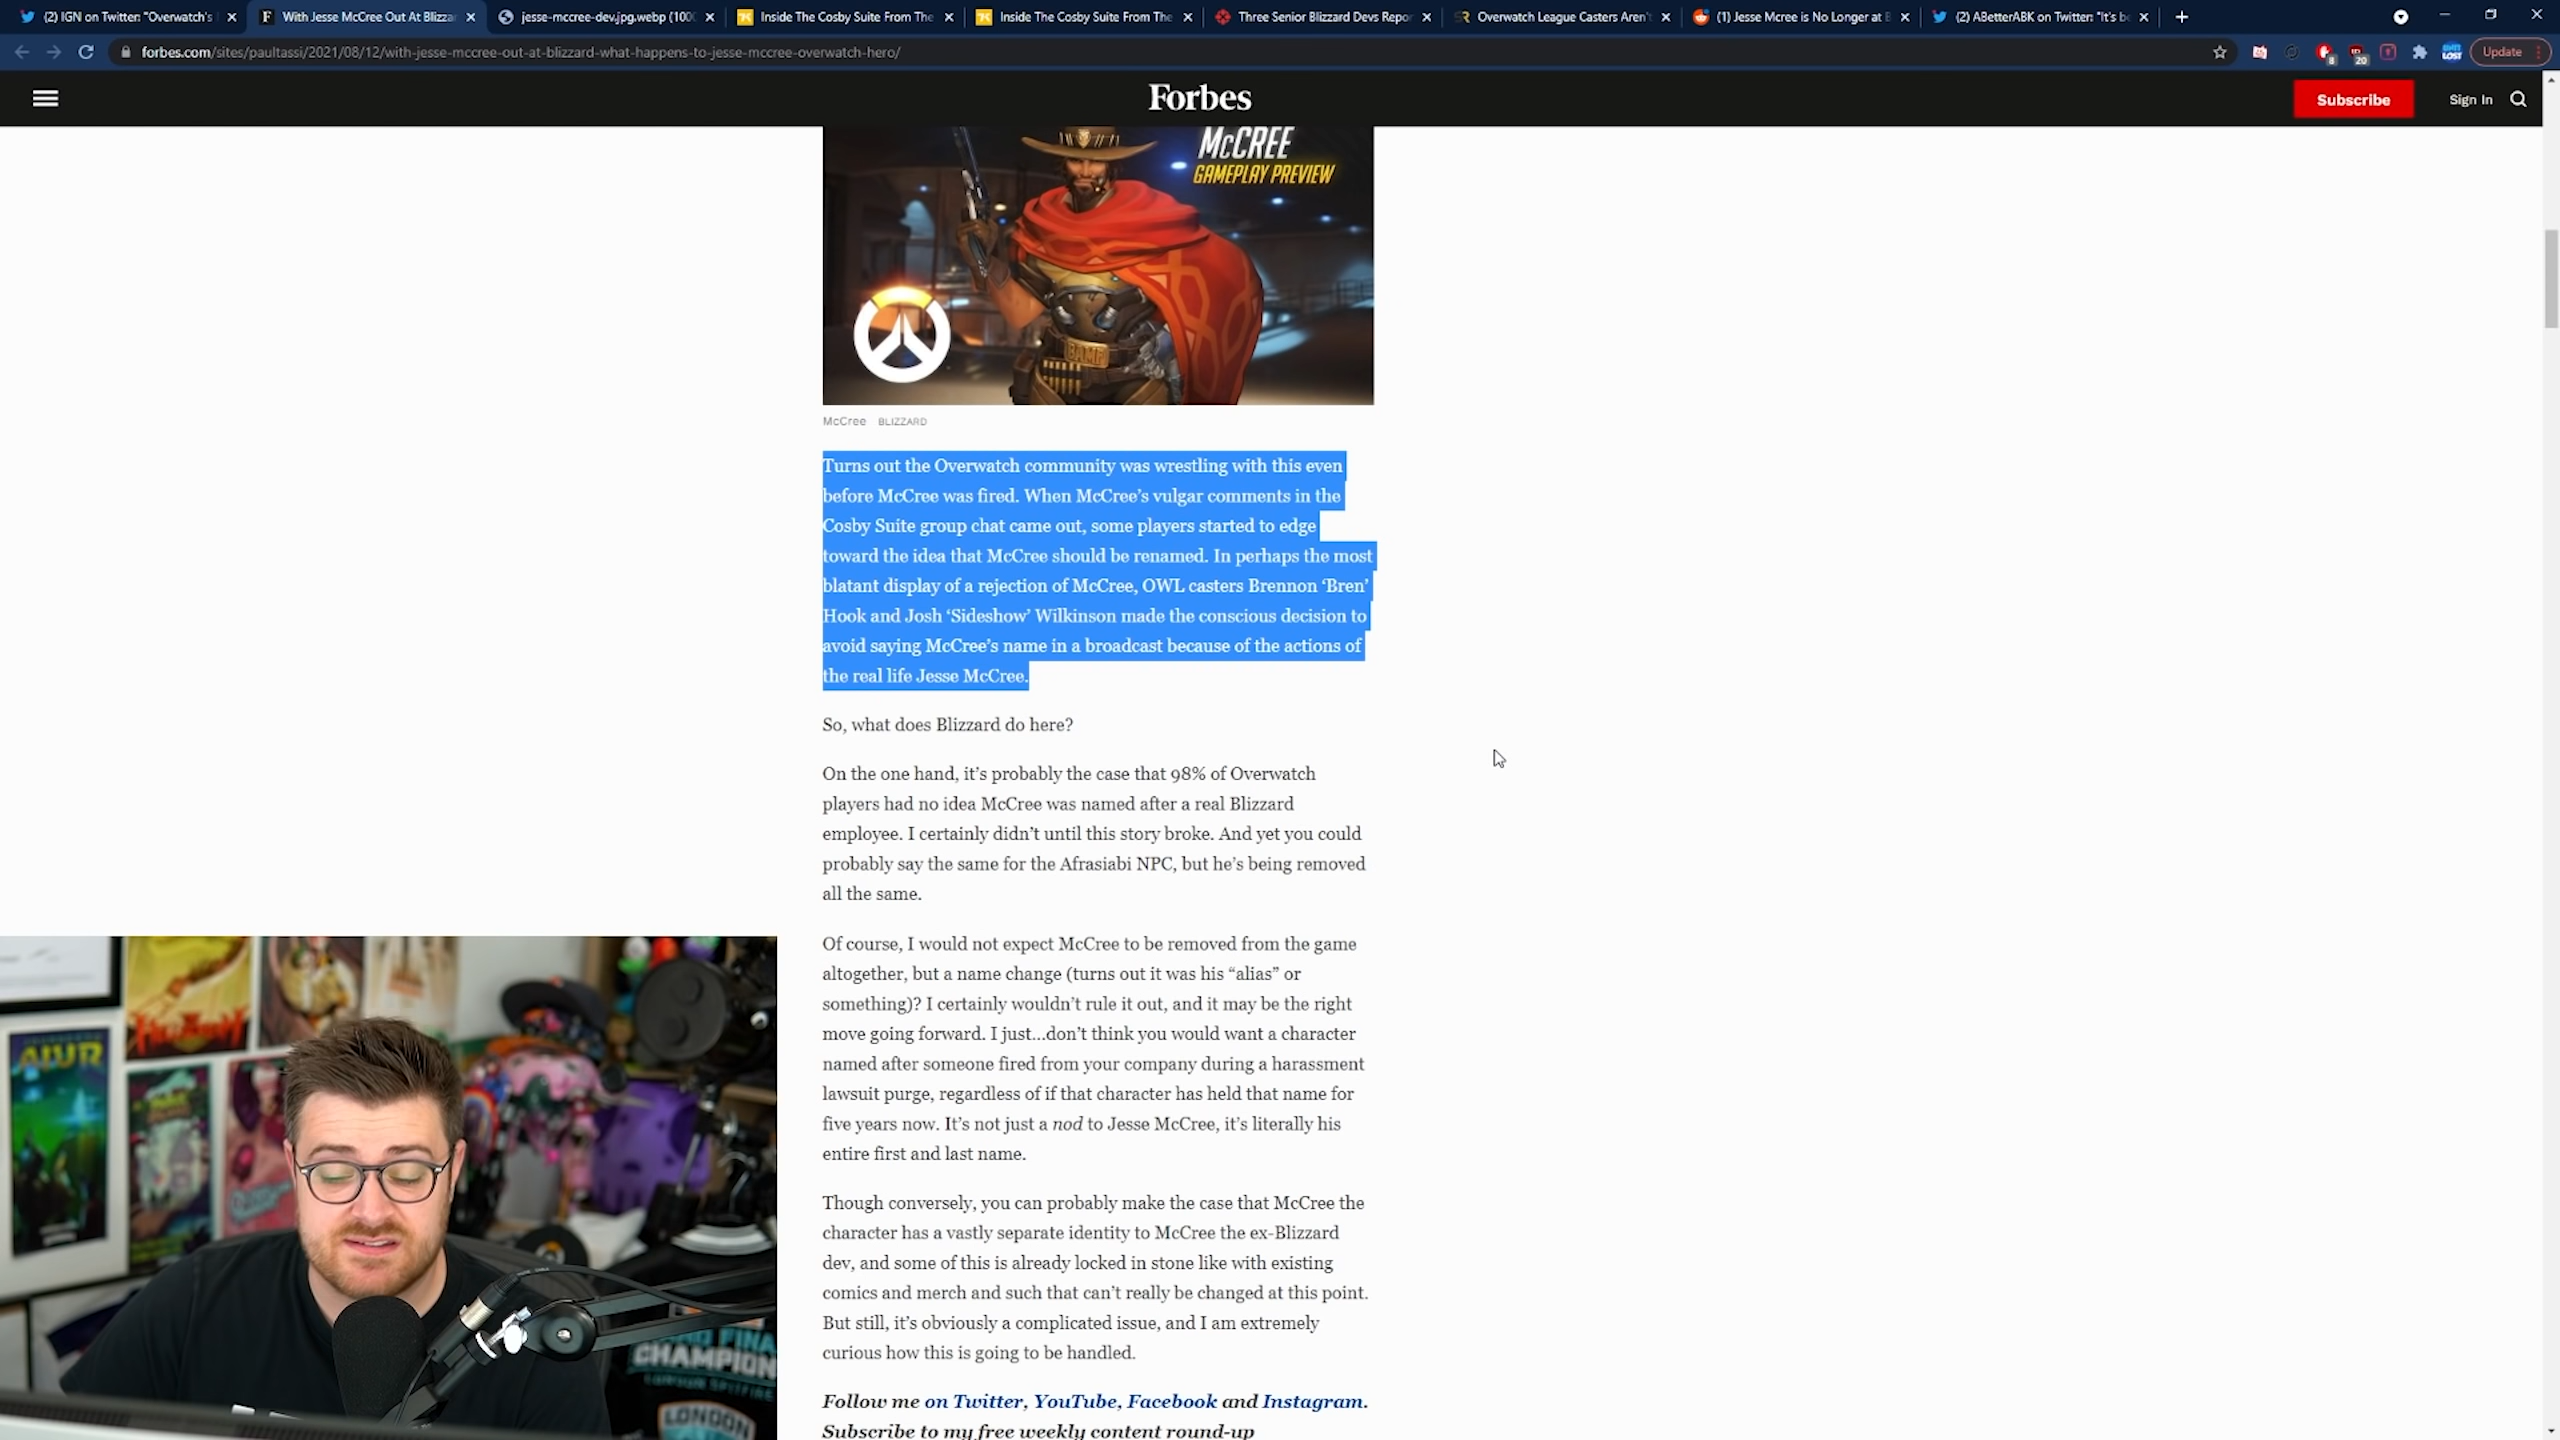 (2) IGN on Twitter: "Overwatch's
With Jesse McCree Out At Blizza
jesse-mccree-dev.jpg.webp (100
Inside The Cosby Suite From The
Inside The Cosby Suite From The
Three Senior Blizzard Devs Repor
Overwatch League Casters Aren't
(1) Jesse Mcree is No Longer at B
(2) ABetterABK on Twitter: "It's be
forbes.com/sites/paultassi/2021/08/12/with-jesse-mccree-out-at-blizzard-what-happens-to-jesse-mccree-overwatch-hero/
8
20
Update
Forbes
Subscribe
Sign In
McCREE
GAMEPLAY PREVIEW
BAMF
McCree BLIZZARD
Turns out the Overwatch community was wrestling with this even
before McCree was fired. When McCree's vulgar comments in the
Cosby Suite group chat came out, some players started to edge
toward the idea that McCree should be renamed. In perhaps the most
blatant display of a rejection of McCree, OWL casters Brennon 'Bren'
Hook and Josh 'Sideshow' Wilkinson made the conscious decision to
avoid saying McCree's name in a broadcast because of the actions of
the real life Jesse McCree.
So, what does Blizzard do here?
On the one hand, it's probably the case that 98% of Overwatch
players had no idea McCree was named after a real Blizzard
employee. I certainly didn't until this story broke. And yet you could
probably say the same for the Afrasiabi NPC, but he's being removed
all the same.
Of course, I would not expect McCree to be removed from the game
altogether, but a name change (turns out it was his "alias" or
something)? I certainly wouldn't rule it out, and it may be the right
move going forward. I just...don't think you would want a character
named after someone fired from your company during a harassment
lawsuit purge, regardless of if that character has held that name for
five years now. It's not just a nod to Jesse McCree, it's literally his
entire first and last name.
Though conversely, you can probably make the case that McCree the
character has a vastly separate identity to McCree the ex-Blizzard
dev, and some of this is already locked in stone like with existing
comics and merch and such that can't really be changed at this point.
But still, it's obviously a complicated issue, and I am extremely
curious how this is going to be handled.
Follow me on Twitter, YouTube, Facebook and Instagram.
Subscribe to my free weekly content round-up
AIUR
CHAMPION
LONDON